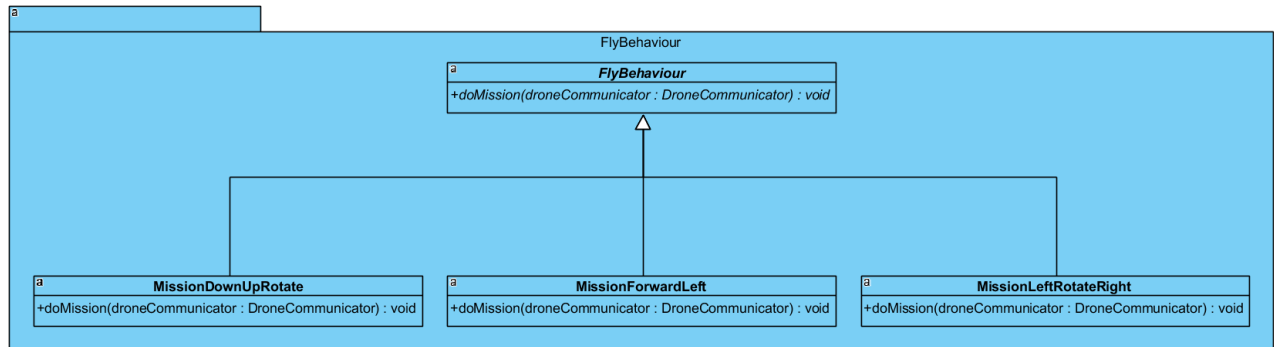 a
FlyBehaviour
a
FlyBehaviour
+doMission(droneCommunicator : DroneCommunicator) : void
a
MissionDownUpRotate
+doMission(droneCommunicator : DroneCommunicator) : void
a
MissionForwardLeft
+doMission(droneCommunicator : DroneCommunicator) : void
a
MissionLeftRotateRight
+doMission(droneCommunicator : DroneCommunicator) : void